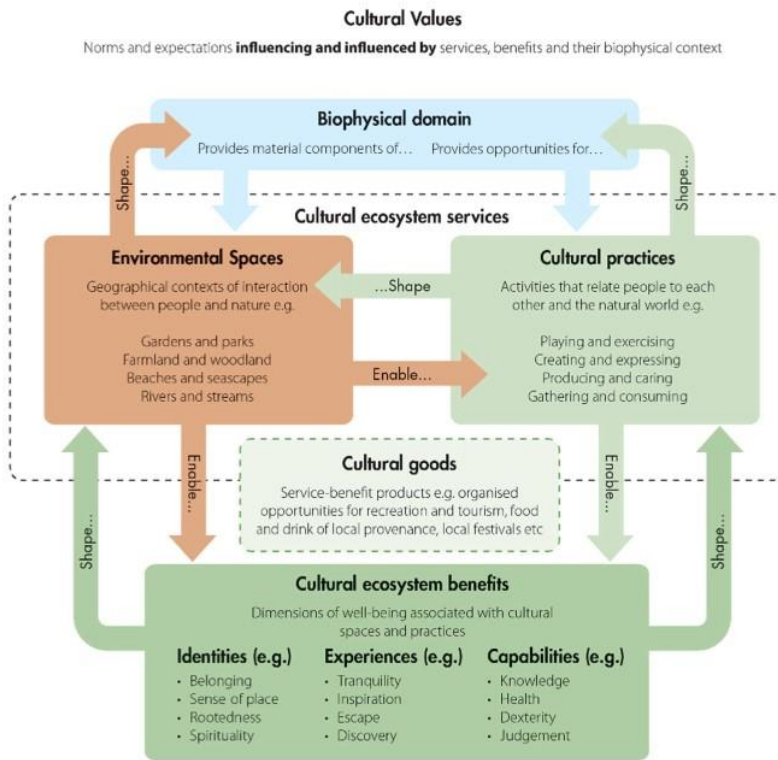 Cultural Values
Norms and expectations influencing and influenced by services, benefits and their biophysical context
Biophysical domain
Provides material components of…
Provides opportunities for…
Shape…
Shape…
Cultural ecosystem services
Environmental Spaces
Geographical contexts of interaction
between people and nature e.g.
Gardens and parks
Farmland and woodland
Beaches and seascapes
Rivers and streams
…Shape
Enable…
Cultural practices
Activities that relate people to each
other and the natural world e.g.
Playing and exercising
Creating and expressing
Producing and caring
Gathering and consuming
Shape…
Enable…
Cultural goods
Service-benefit products e.g. organised
opportunities for recreation and tourism, food
and drink of local provenance, local festivals etc
Enable…
Shape…
Cultural ecosystem benefits
Dimensions of well-being associated with cultural
spaces and practices
Identities (e.g.)
• Belonging
• Sense of place
• Rootedness
• Spirituality
Experiences (e.g.)
• Tranquility
• Inspiration
• Escape
• Discovery
Capabilities (e.g.)
• Knowledge
• Health
• Dexterity
• Judgement